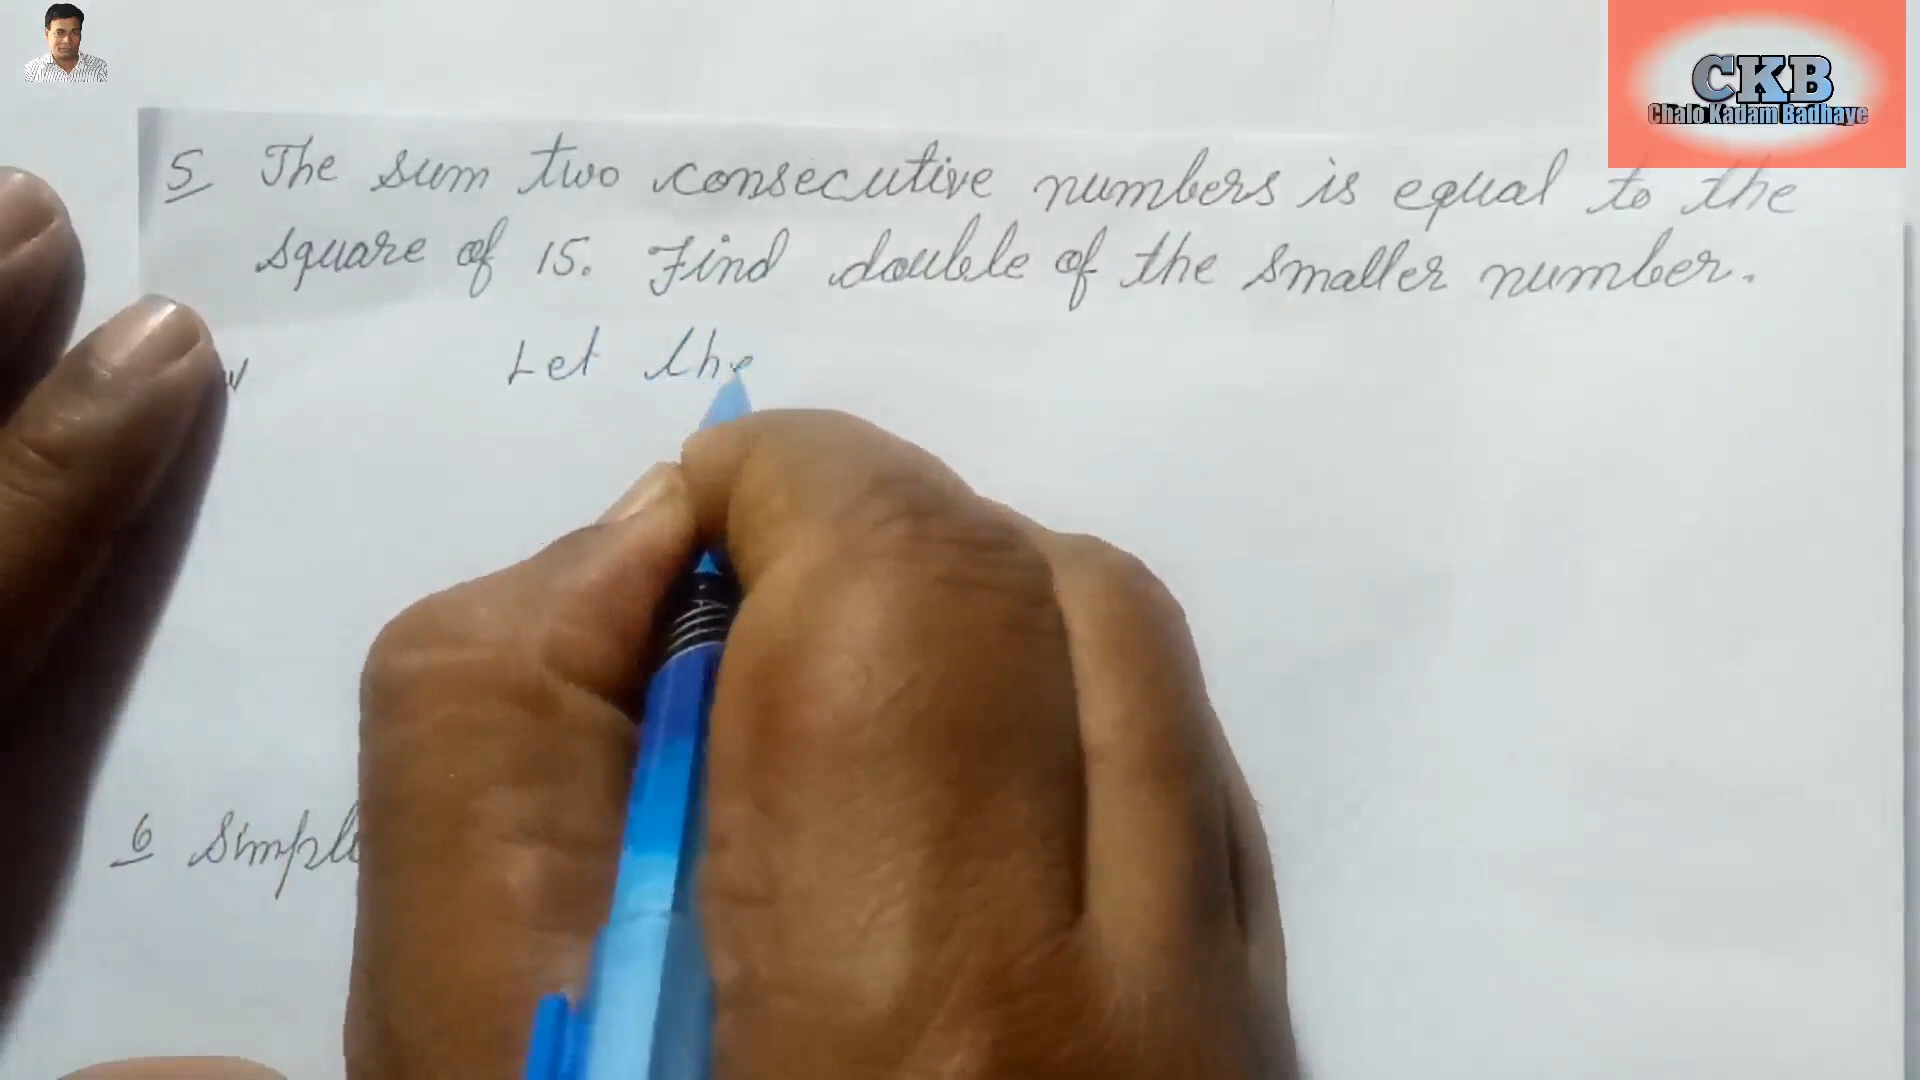 CKB
Chalo Kadam Badhaye
5 The sum two consecutive numbers is equal to the
square of 15. Find double of the smaller number.
Let the
6